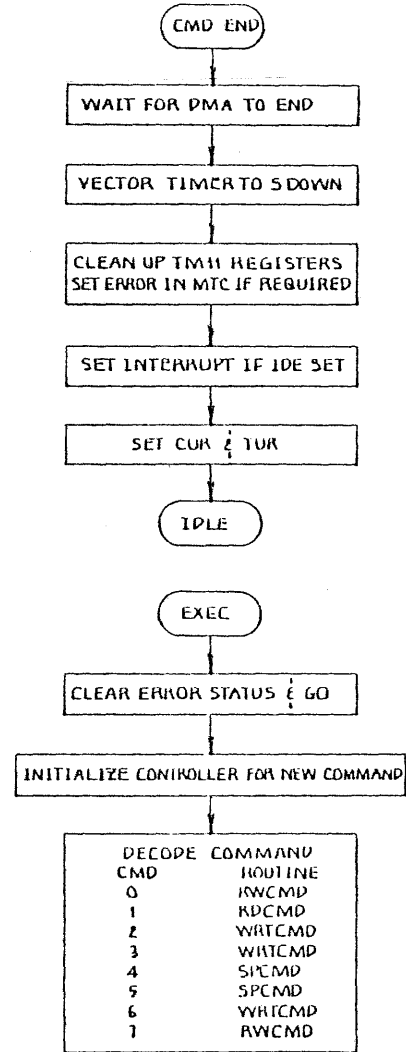 CMD END
WAIT FOR DMA TO END
VECTOR TIMER TO SDOWN
CLEAN UP TM11 REGISTERS
SET ERROR IN MTC IF REQUIRED
SET INTERRUPT IF IDE SET
SET CUR & TUR
IDLE
EXEC
CLEAR ERROR STATUS & GO
INITIALIZE CONTROLLER FOR NEW COMMAND
DECODE COMMAND
CMD ROUTINE
0 RWCMD
1 RDCMD
2 WRTCMD
3 WRTCMD
4 SPCMD
5 SPCMD
6 WRTCMD
7 RWCMD